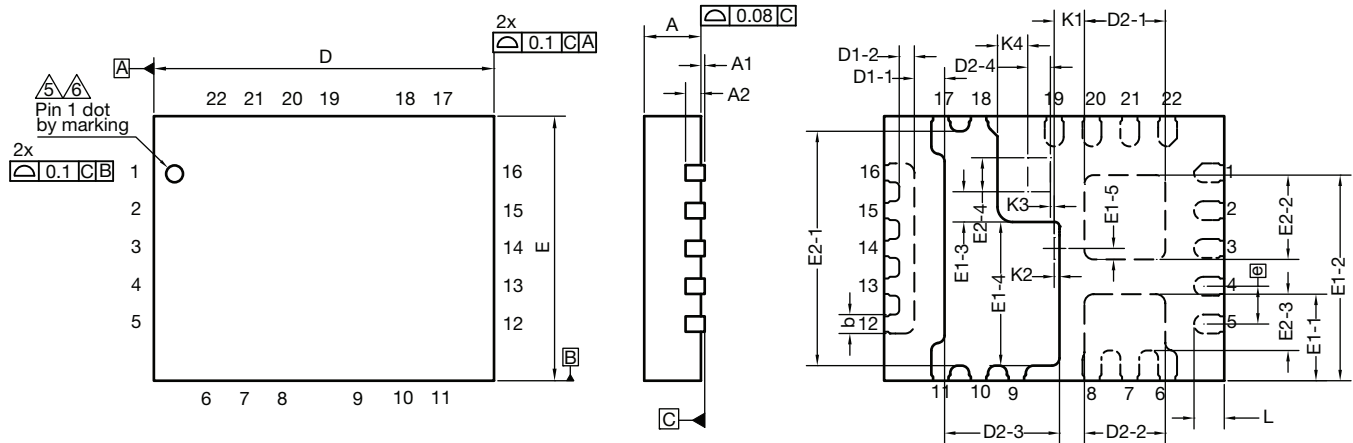 2x
⌓ 0.1 C A
D
A
5 6
Pin 1 dot
by marking
2x
⌓ 0.1 C B
22 21 20 19 18 17
1
2
3
4
5
16
15
14
13
12
E
B
6 7 8 9 10 11
⌓ 0.08 C
A
A1
A2
C
K1
D2-1
K4
D1-2
D2-4
D1-1
17 18 19 20 21 22
16
15
14
13
12
1
2
3
4
5
E2-1
E1-3
E2-4
K3
E1-5
E2-2
E1-2
K2
E1-4
e
b
E2-3
E1-1
11 10 9 8 7 6
D2-3
D2-2
L